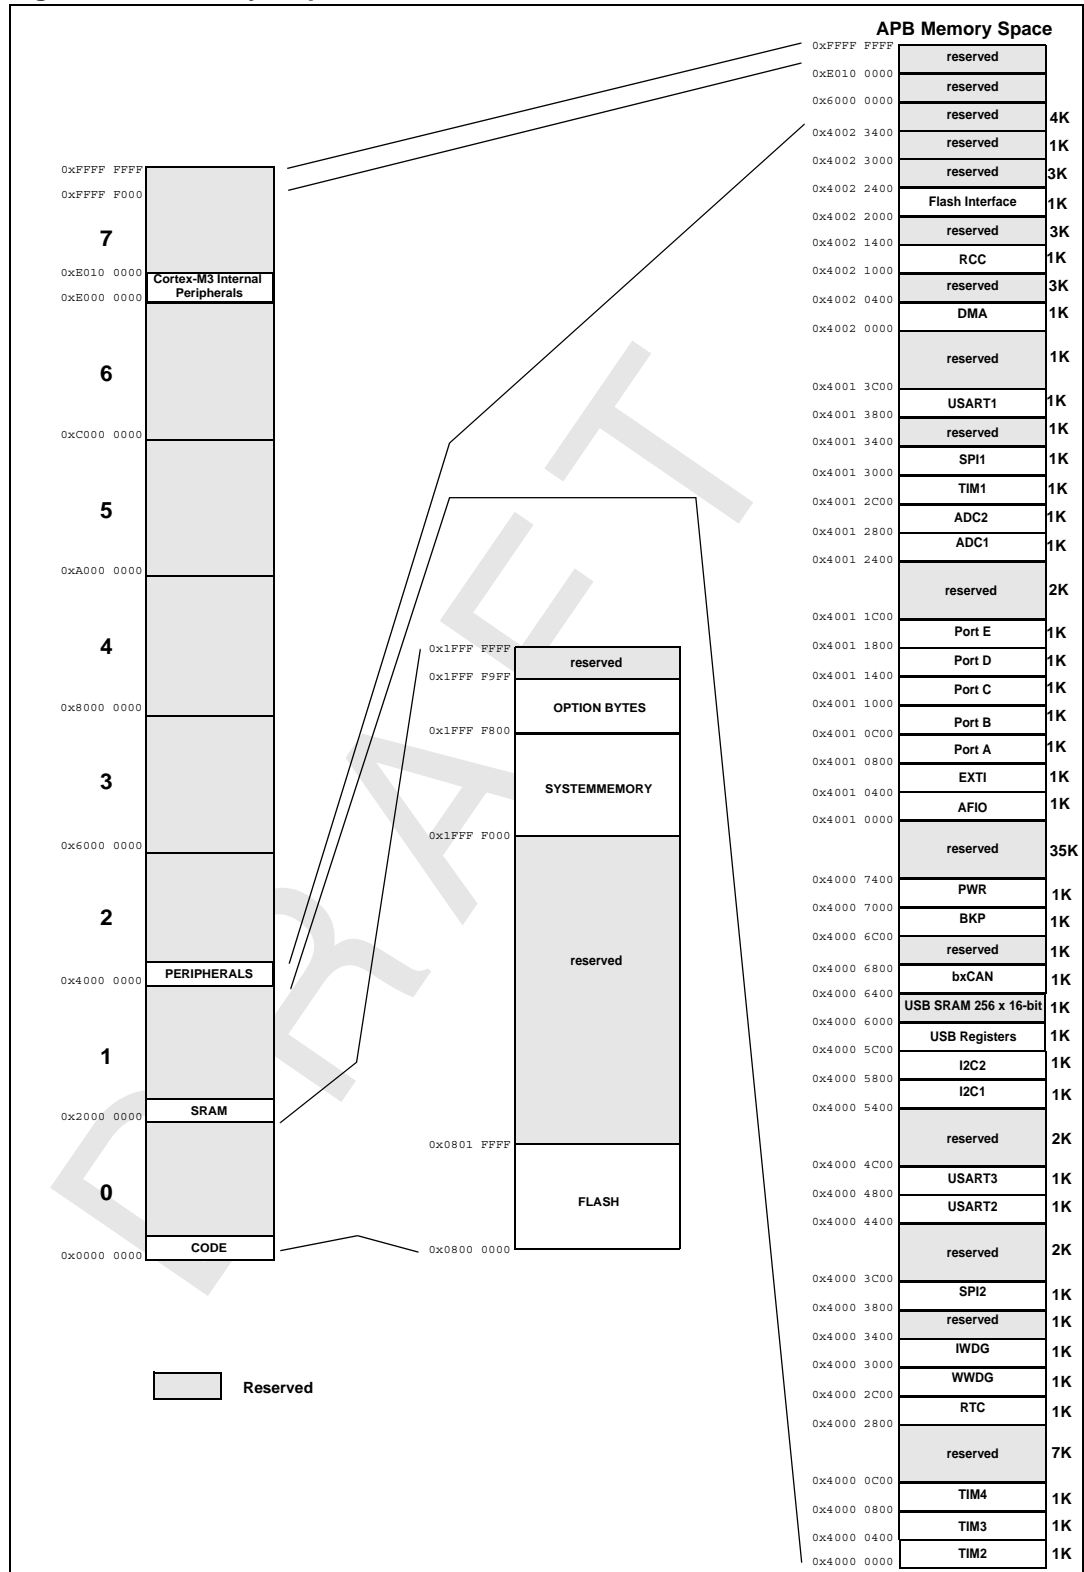 APB Memory Space
0xFFFF FFFF
reserved
0xE010 0000
reserved
0x6000 0000
reserved
4K
0x4002 3400
reserved
1K
0x4002 3000
reserved
3K
0x4002 2400
Flash Interface
1K
0x4002 2000
reserved
3K
0x4002 1400
RCC
1K
0x4002 1000
reserved
3K
0x4002 0400
DMA
1K
0x4002 0000
reserved
1K
0x4001 3C00
USART1
1K
0x4001 3800
reserved
1K
0x4001 3400
SPI1
1K
0x4001 3000
TIM1
1K
0x4001 2C00
ADC2
1K
0x4001 2800
ADC1
1K
0x4001 2400
reserved
2K
0x4001 1C00
Port E
1K
0x4001 1800
Port D
1K
0x4001 1400
Port C
1K
0x4001 1000
Port B
1K
0x4001 0C00
Port A
1K
0x4001 0800
EXTI
1K
0x4001 0400
AFIO
1K
0x4001 0000
reserved
35K
0x4000 7400
PWR
1K
0x4000 7000
BKP
1K
0x4000 6C00
reserved
1K
0x4000 6800
bxCAN
1K
0x4000 6400
USB SRAM 256 x 16-bit
1K
0x4000 6000
USB Registers
1K
0x4000 5C00
I2C2
1K
0x4000 5800
I2C1
1K
0x4000 5400
reserved
2K
0x4000 4C00
USART3
1K
0x4000 4800
USART2
1K
0x4000 4400
reserved
2K
0x4000 3C00
SPI2
1K
0x4000 3800
reserved
1K
0x4000 3400
IWDG
1K
0x4000 3000
WWDG
1K
0x4000 2C00
RTC
1K
0x4000 2800
reserved
7K
0x4000 0C00
TIM4
1K
0x4000 0800
TIM3
1K
0x4000 0400
TIM2
1K
0x4000 0000
0xFFFF FFFF
0xFFFF F000
7
0xE010 0000
Cortex-M3 Internal
Peripherals
0xE000 0000
6
0xC000 0000
5
0xA000 0000
4
0x8000 0000
3
0x6000 0000
2
PERIPHERALS
0x4000 0000
1
SRAM
0x2000 0000
0
CODE
0x0000 0000
0x1FFF FFFF
reserved
0x1FFF F9FF
OPTION BYTES
0x1FFF F800
SYSTEMMEMORY
0x1FFF F000
reserved
0x0801 FFFF
FLASH
0x0800 0000
Reserved
DRAFT